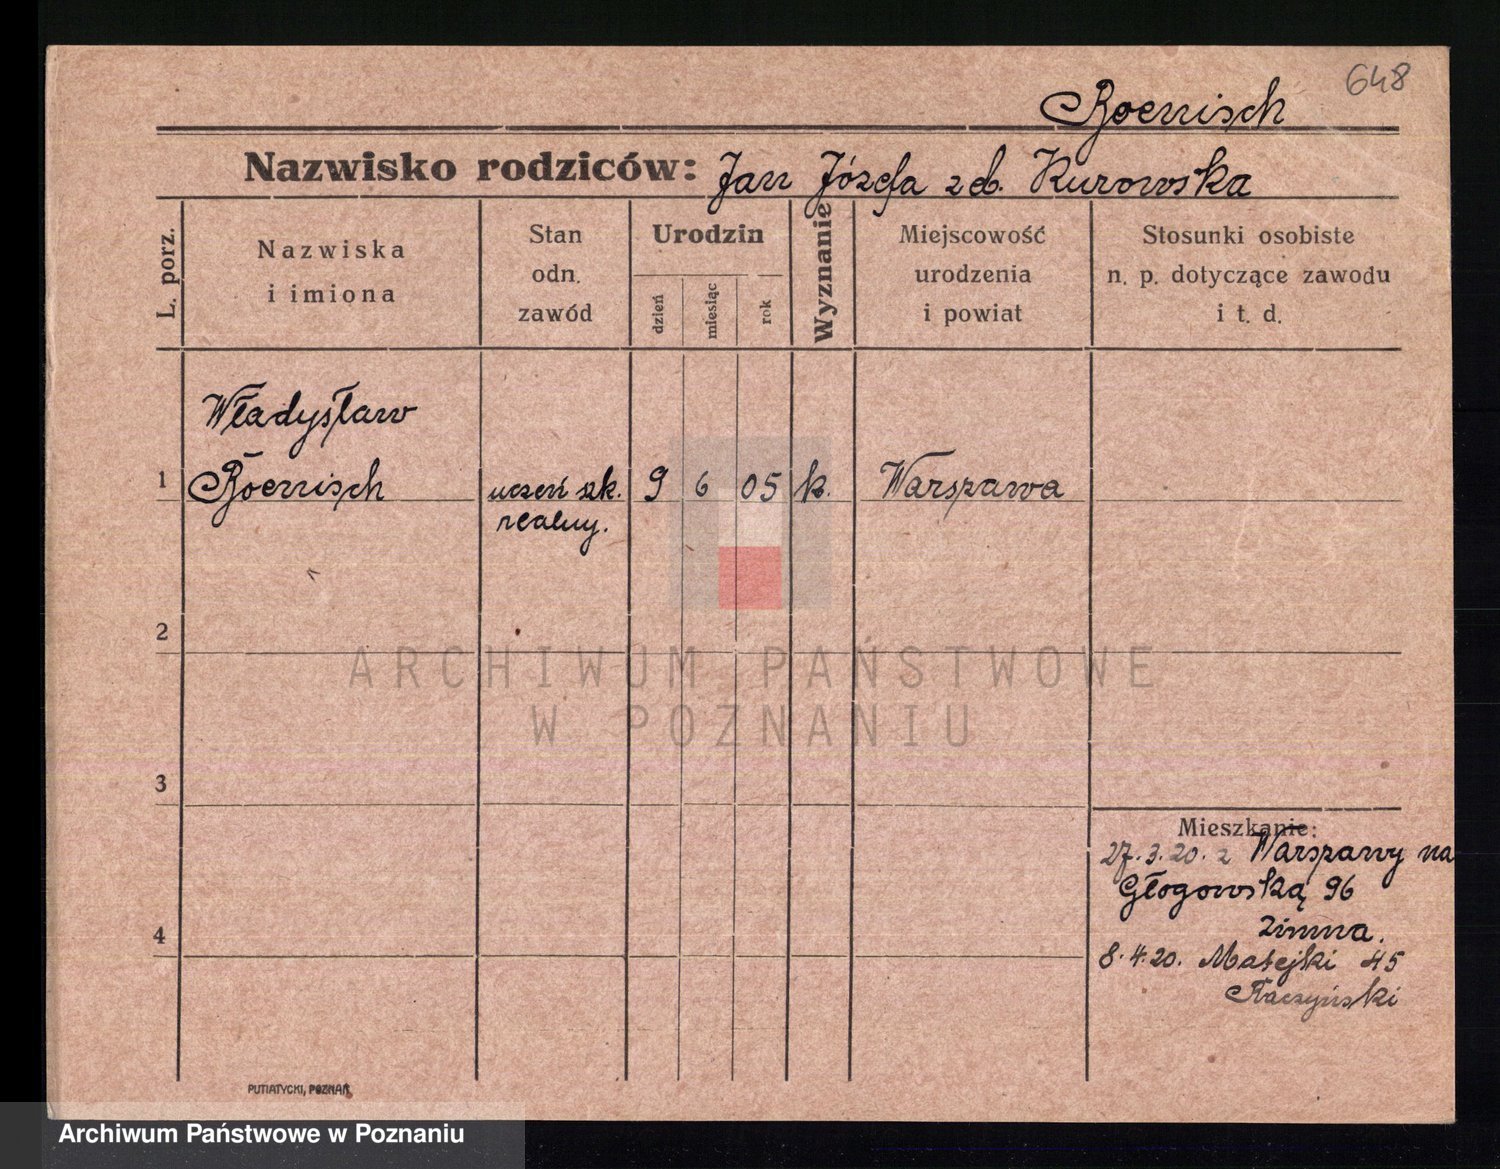 648
Boenisch
Nazwisko rodziców: Jan Józefa zd. Kurowska
L. porz.
Nazwiska
i imiona
Stan
odn.
zawód
Urodzin
dzień
miesiąc
rok
Wyznanie
Miejscowość
urodzenia
i powiat
Stosunki osobiste
n. p. dotyczące zawodu
i t. d.
Władysław
1 Boenisch uczeń szk. 9 6 05 k. Warszawa
realny.
2
3
Mieszkanie:
27.3.20. z Warszawy na
Głogowską 96
Zimna.
4
8.4.20. Matejki 45
Raczyński
PUTIATYCKI, POZNAŃ,
ARCHIWUM PAŃSTWOWE
W POZNANIU
Archiwum Państwowe w Poznaniu